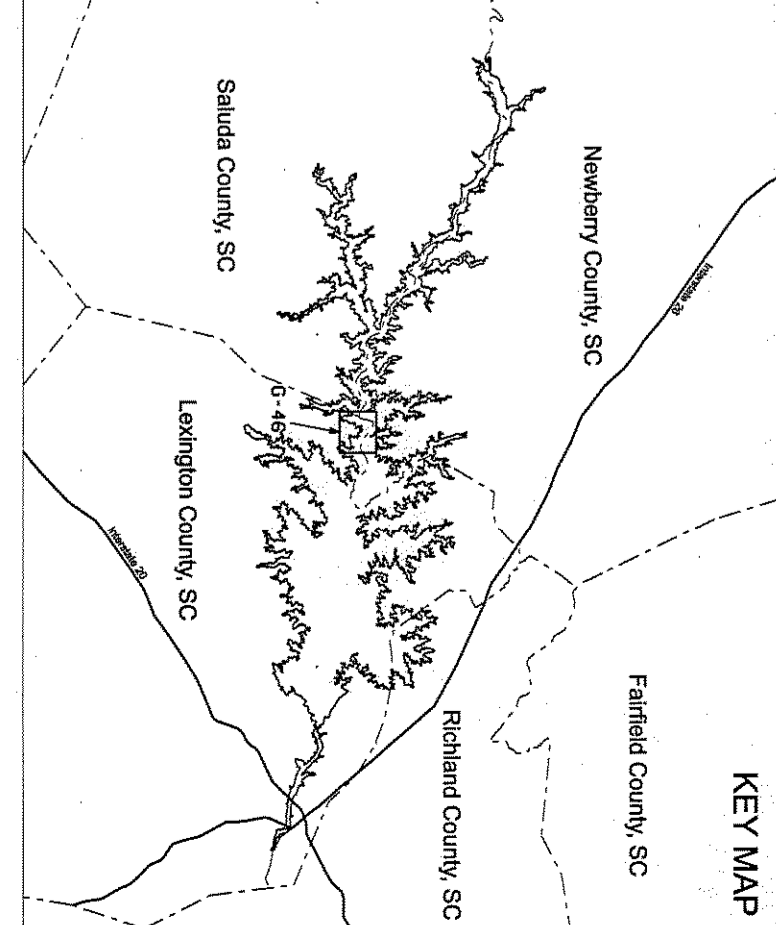 KEY MAP
Fairfield County, SC
Newberry County, SC
Richland County, SC
Interstate 20
Saluda County, SC
G-46
Lexington County, SC
Interstate 20